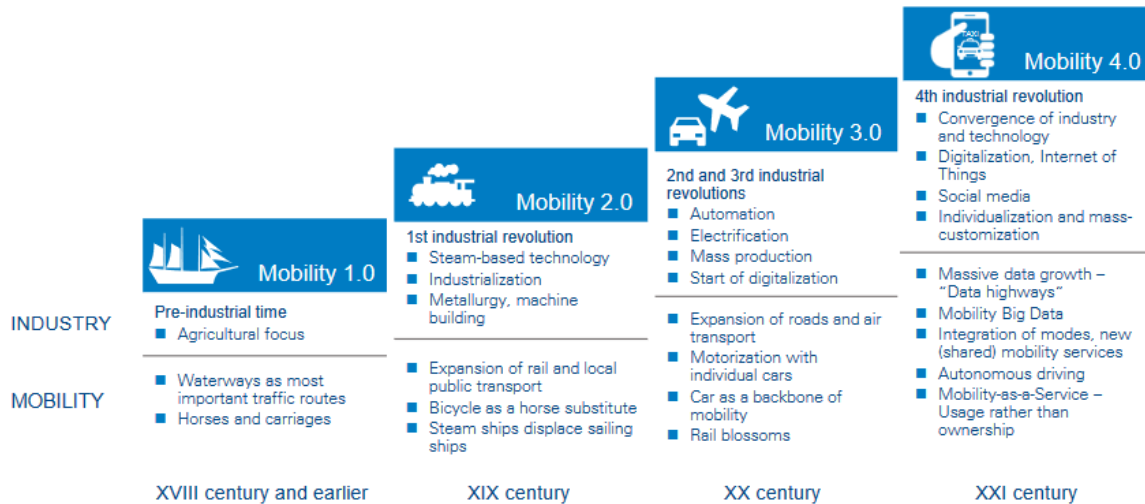 TAXI
Mobility 4.0
4th industrial revolution
Convergence of industry
and technology
Digitalization, Internet of
Things
Social media
Individualization and mass-
customization
Massive data growth –
“Data highways”
Mobility Big Data
Integration of modes, new
(shared) mobility services
Autonomous driving
Mobility-as-a-Service –
Usage rather than
ownership
XXI century
Mobility 3.0
2nd and 3rd industrial
revolutions
Automation
Electrification
Mass production
Start of digitalization
Expansion of roads and air
transport
Motorization with
individual cars
Car as a backbone of
mobility
Rail blossoms
XX century
Mobility 2.0
1st industrial revolution
Steam-based technology
Industrialization
Metallurgy, machine
building
Expansion of rail and local
public transport
Bicycle as a horse substitute
Steam ships displace sailing
ships
XIX century
Mobility 1.0
Pre-industrial time
Agricultural focus
Waterways as most
important traffic routes
Horses and carriages
XVIII century and earlier
INDUSTRY
MOBILITY